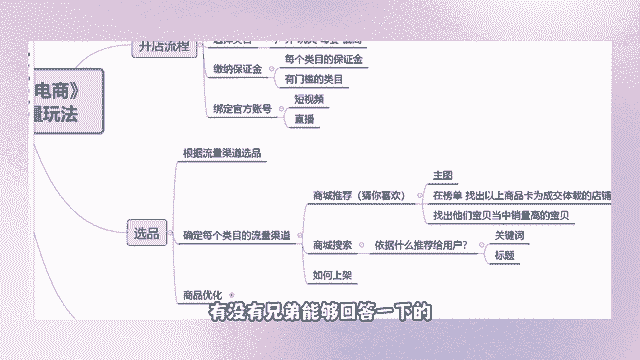 开店流程
缴纳保证金
每个类目的保证金
有门槛的类目
绑定官方账号
短视频
直播
电商》
量玩法
选品
根据流量渠道选品
确定每个类目的流量渠道
商城推荐（猜你喜欢）
主图
在榜单 找出以上商品卡为成交体裁的店铺
找出他们宝贝当中销量高的宝贝
商城搜索
依据什么推荐给用户？
关键词
标题
如何上架
商品优化
有没有兄弟能够回答一下的